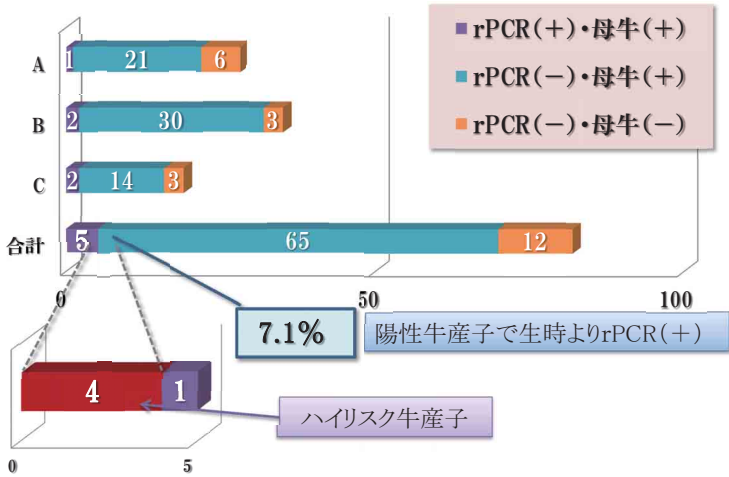 rPCR(+)・母牛(+)
rPCR(−)・母牛(+)
rPCR(−)・母牛(−)
A
1
21
6
B
2
30
3
C
2
14
3
合計
5
65
12
0
50
100
7.1%
陽性牛産子で生時よりrPCR(+)
4
1
ハイリスク牛産子
0
5